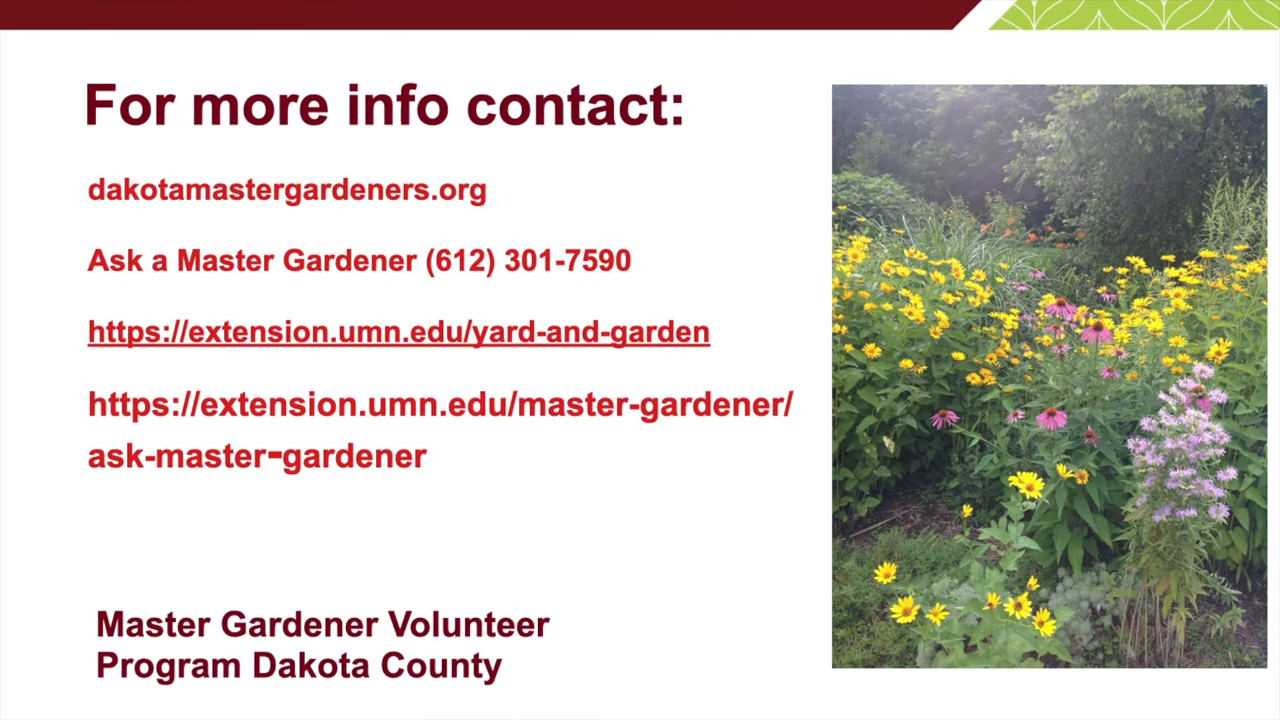 For more info contact:
dakotamastergardeners.org
Ask a Master Gardener (612) 301-7590
https://extension.umn.edu/yard-and-garden
https://extension.umn.edu/master-gardener/
ask-master-gardener
Master Gardener Volunteer
Program Dakota County